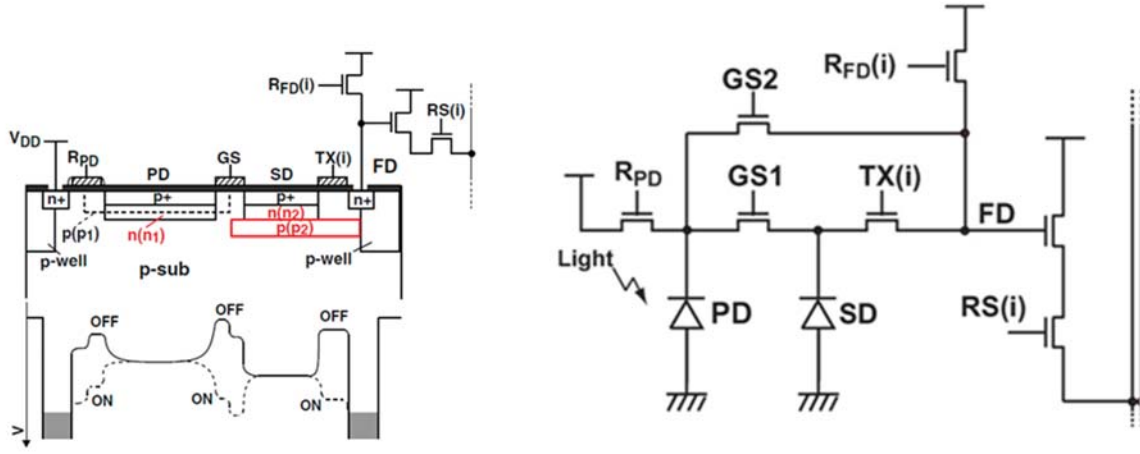 RFD(i)
RS(i)
VDD
RPD
PD
GS
SD
TX(i)
FD
n+
p+
p+
n+
n(n2)
p(p1)
n(n1)
p(p2)
p-well
p-sub
p-well
OFF
OFF
OFF
ON
ON
ON
V
RFD(i)
GS2
RPD
GS1
TX(i)
FD
Light
PD
SD
RS(i)